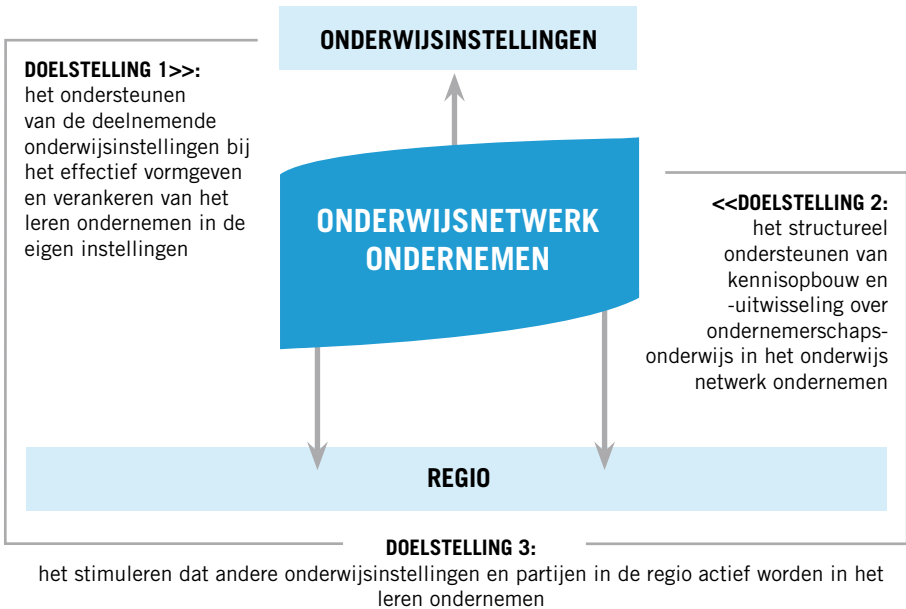 ONDERWIJSINSTELLINGEN
DOELSTELLING 1>>:
het ondersteunen
van de deelnemende
onderwijsinstellingen bij
het effectief vormgeven
en verankeren van het
leren ondernemen in de
eigen instellingen
ONDERWIJSNETWERK
ONDERNEMEN
<<DOELSTELLING 2:
het structureel
ondersteunen van
kennisopbouw en
-uitwisseling over
ondernemerschaps-
onderwijs in het onderwijs
netwerk ondernemen
REGIO
DOELSTELLING 3:
het stimuleren dat andere onderwijsinstellingen en partijen in de regio actief worden in het
leren ondernemen